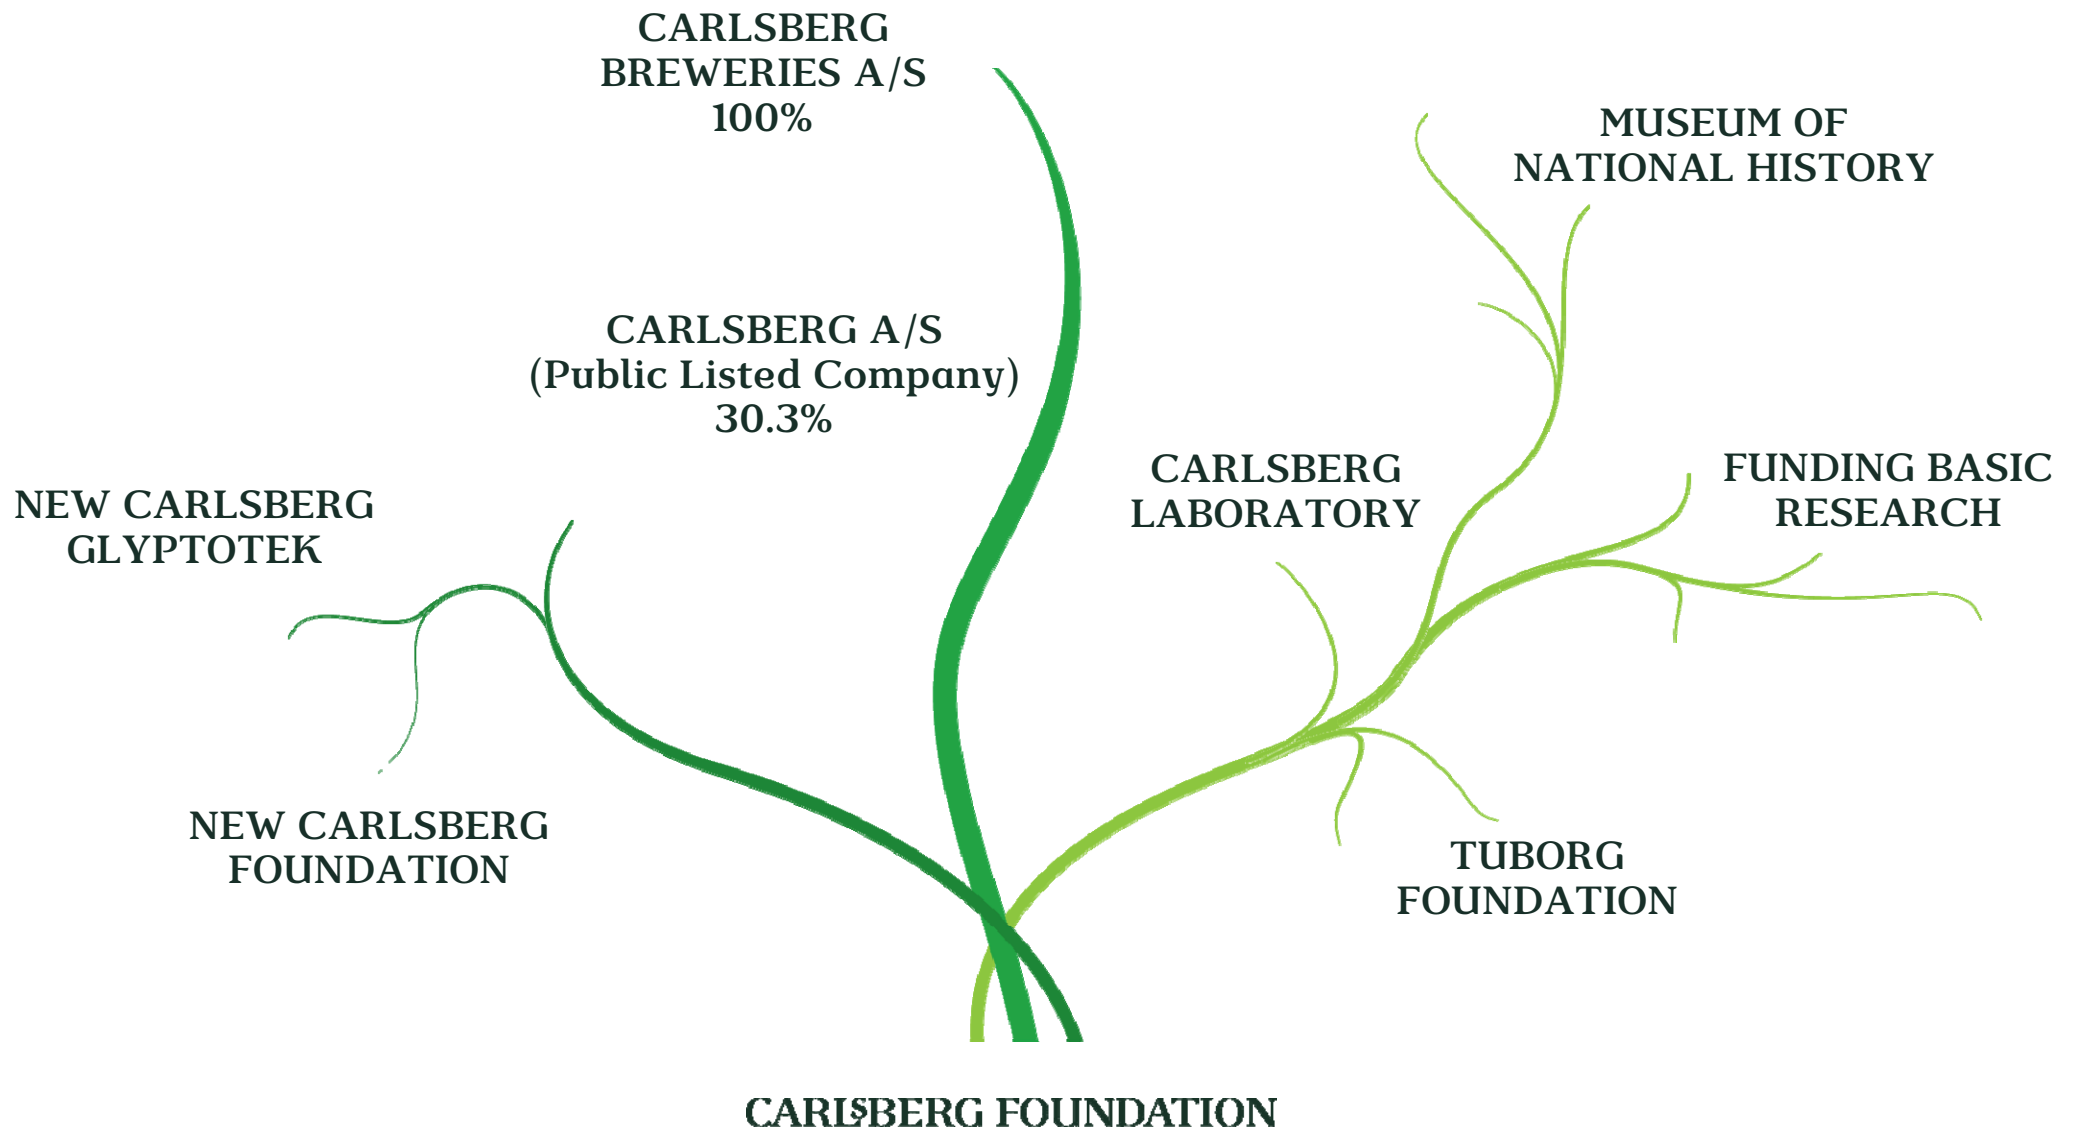 CARLSBERG
BREWERIES A/S
100%
MUSEUM OF
NATIONAL HISTORY
CARLSBERG A/S
(Public Listed Company)
30.3%
CARLSBERG
LABORATORY
FUNDING BASIC
RESEARCH
NEW CARLSBERG
GLYPTOTEK
NEW CARLSBERG
FOUNDATION
TUBORG
FOUNDATION
CARLSBERG FOUNDATION